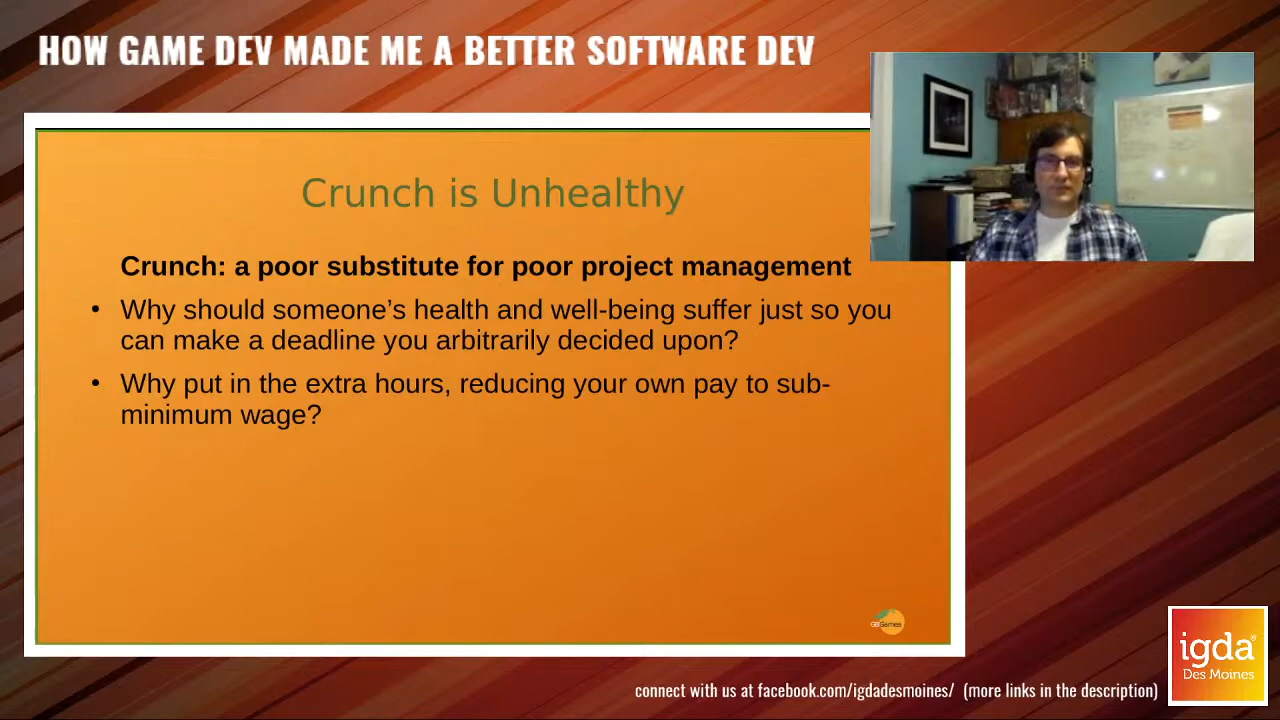 HOW GAME DEV MADE ME A BETTER SOFTWARE DEV
Crunch is Unhealthy
Crunch: a poor substitute for poor project management
• Why should someone’s health and well-being suffer just so you
can make a deadline you arbitrarily decided upon?
• Why put in the extra hours, reducing your own pay to sub-
minimum wage?
GBGames
igda®
Des Moines
connect with us at facebook.com/igdadesmoines/ (more links in the description)